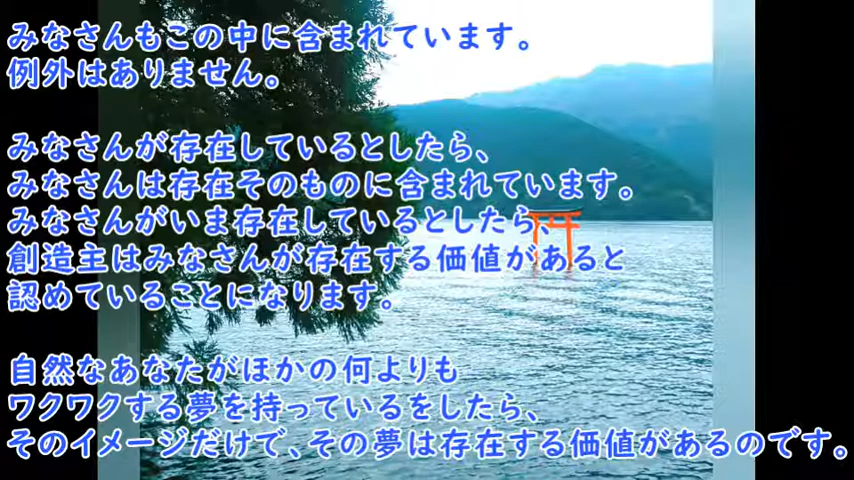 みなさんもこの中に含まれています。
例外はありません。
みなさんが存在しているとしたら、
みなさんは存在そのものに含まれています。
みなさんがいま存在しているとしたら、
創造主はみなさんが存在する価値があると
認めていることになります。
自然なあなたがほかの何よりも
ワクワクする夢を持っているをしたら、
そのイメージだけで、その夢は存在する価値があるのです。